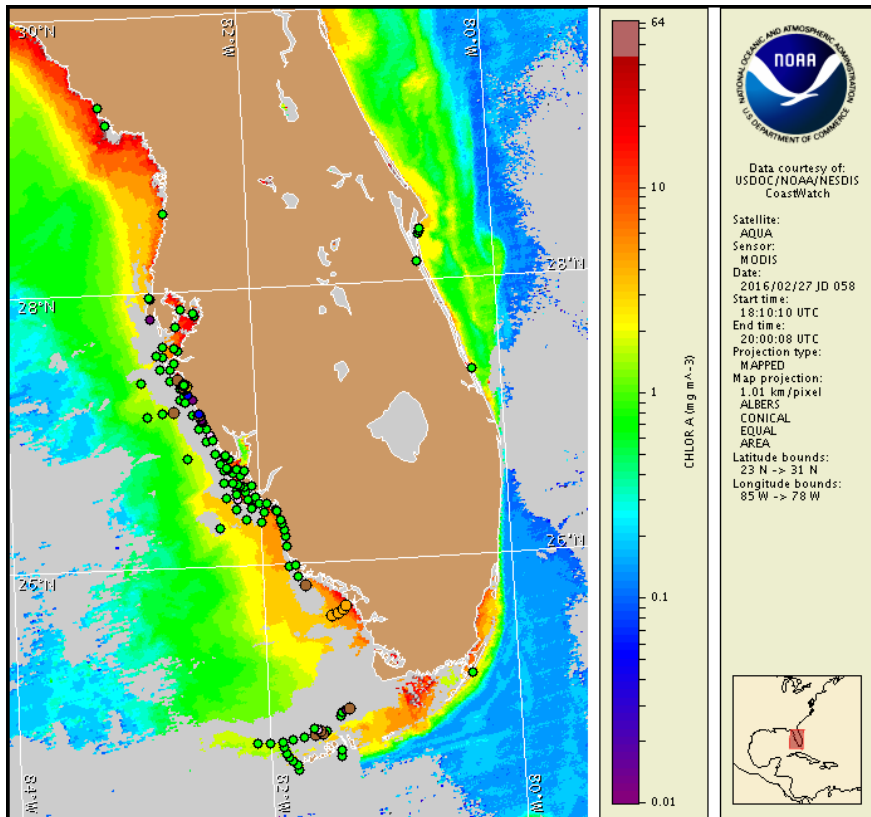 30°N
82°W
80°W
28°N
28°N
26°N
26°N
84°W
82°W
80°W
64
10
1
0.1
0.01
CHLOR A (mg m^-3)
NATIONAL OCEANIC AND ATMOSPHERIC ADMINISTRATION
NOAA
U.S. DEPARTMENT OF COMMERCE
Data courtesy of:
USDOC/NOAA/NESDIS
CoastWatch
Satellite:
AQUA
Sensor:
MODIS
Date:
2016/02/27 JD 058
Start time:
18:10:10 UTC
End time:
20:00:08 UTC
Projection type:
MAPPED
Map projection:
1.01 km/pixel
ALBERS
CONICAL
EQUAL
AREA
Latitude bounds:
23 N -> 31 N
Longitude bounds:
85 W -> 78 W